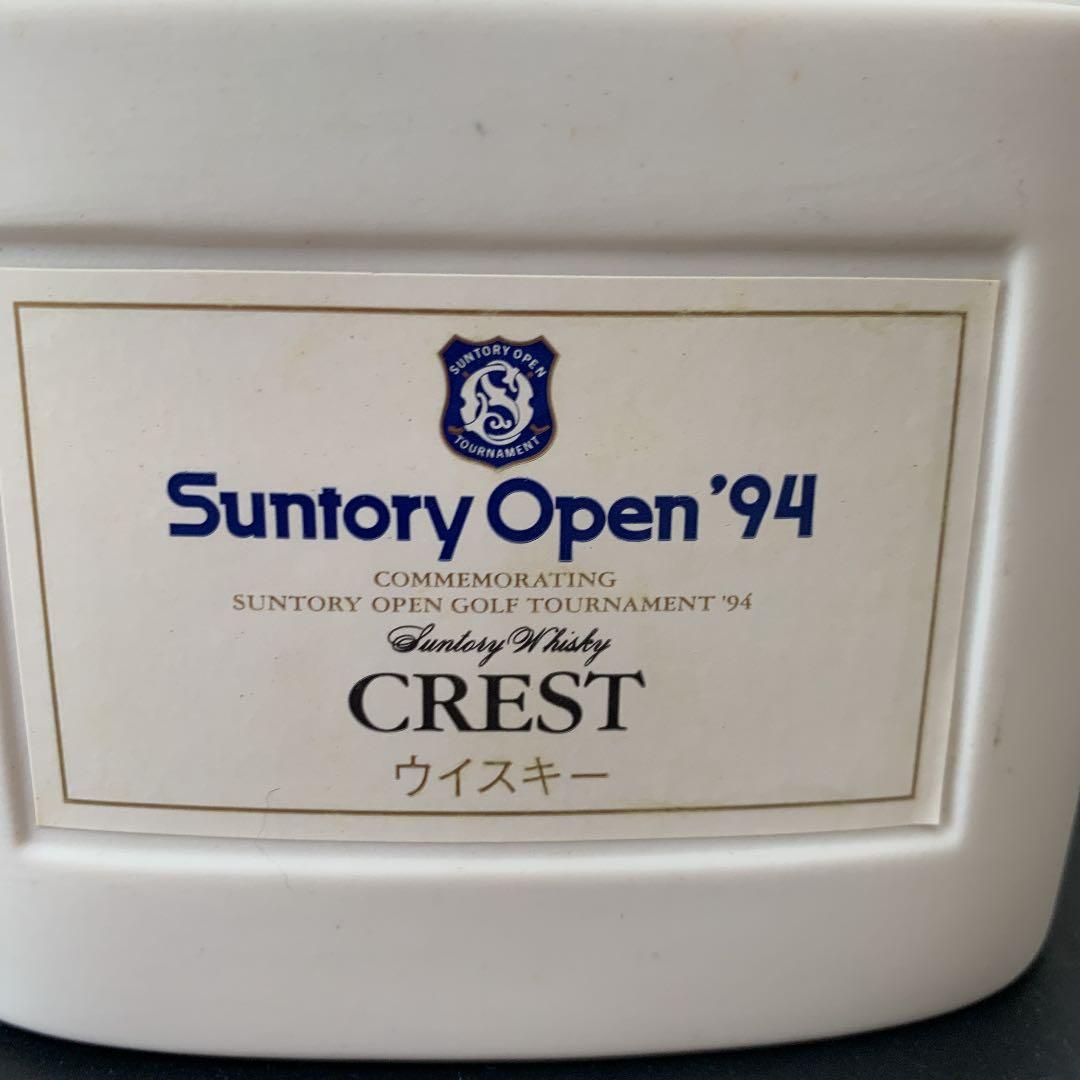 SUNTORY OPEN
SO
TOURNAMENT
Suntory Open '94
COMMEMORATING
SUNTORY OPEN GOLF TOURNAMENT '94
Suntory Whisky
CREST
ウイスキー